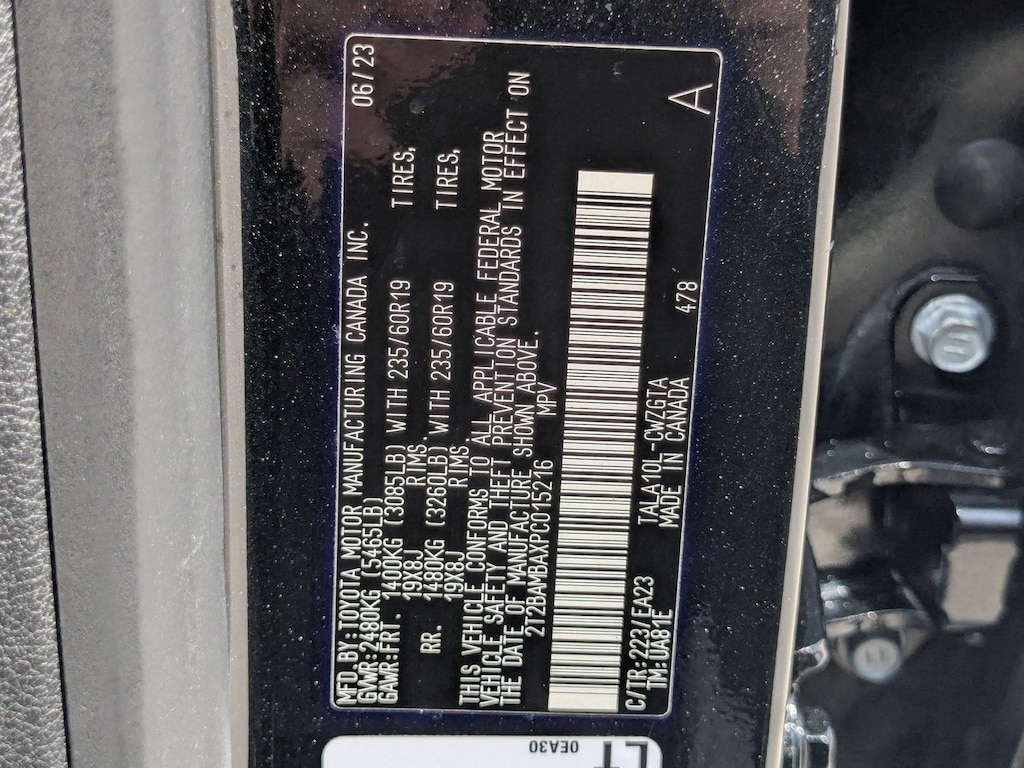 MFD.BY:TOYOTA MOTOR MANUFACTURING CANADA INC. 06/23
GVWR:2480KG (5465LB)
GAWR:FRT. 1400KG (3085LB) WITH 235/60R19 TIRES,
19X8J RIMS.
RR. 1480KG (3260LB) WITH 235/60R19 TIRES,
19X8J RIMS.
THIS VEHICLE CONFORMS TO ALL APPLICABLE FEDERAL MOTOR
VEHICLE SAFETY AND THEFT PREVENTION STANDARDS IN EFFECT ON
THE DATE OF MANUFACTURE SHOWN ABOVE.
2T2BAMBAXPC015216 MPV
C/TR:223/EA23 TALA10L-CWZGTA 478 A
TM:UA81E MADE IN CANADA
0EA30